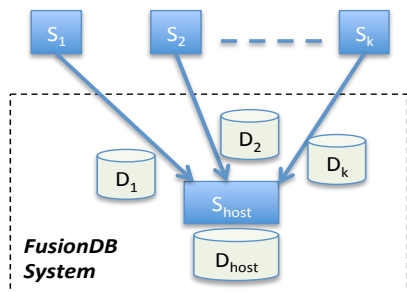 S1 S2 Sk
D2
D1 Dk
Shost
FusionDB
System
Dhost